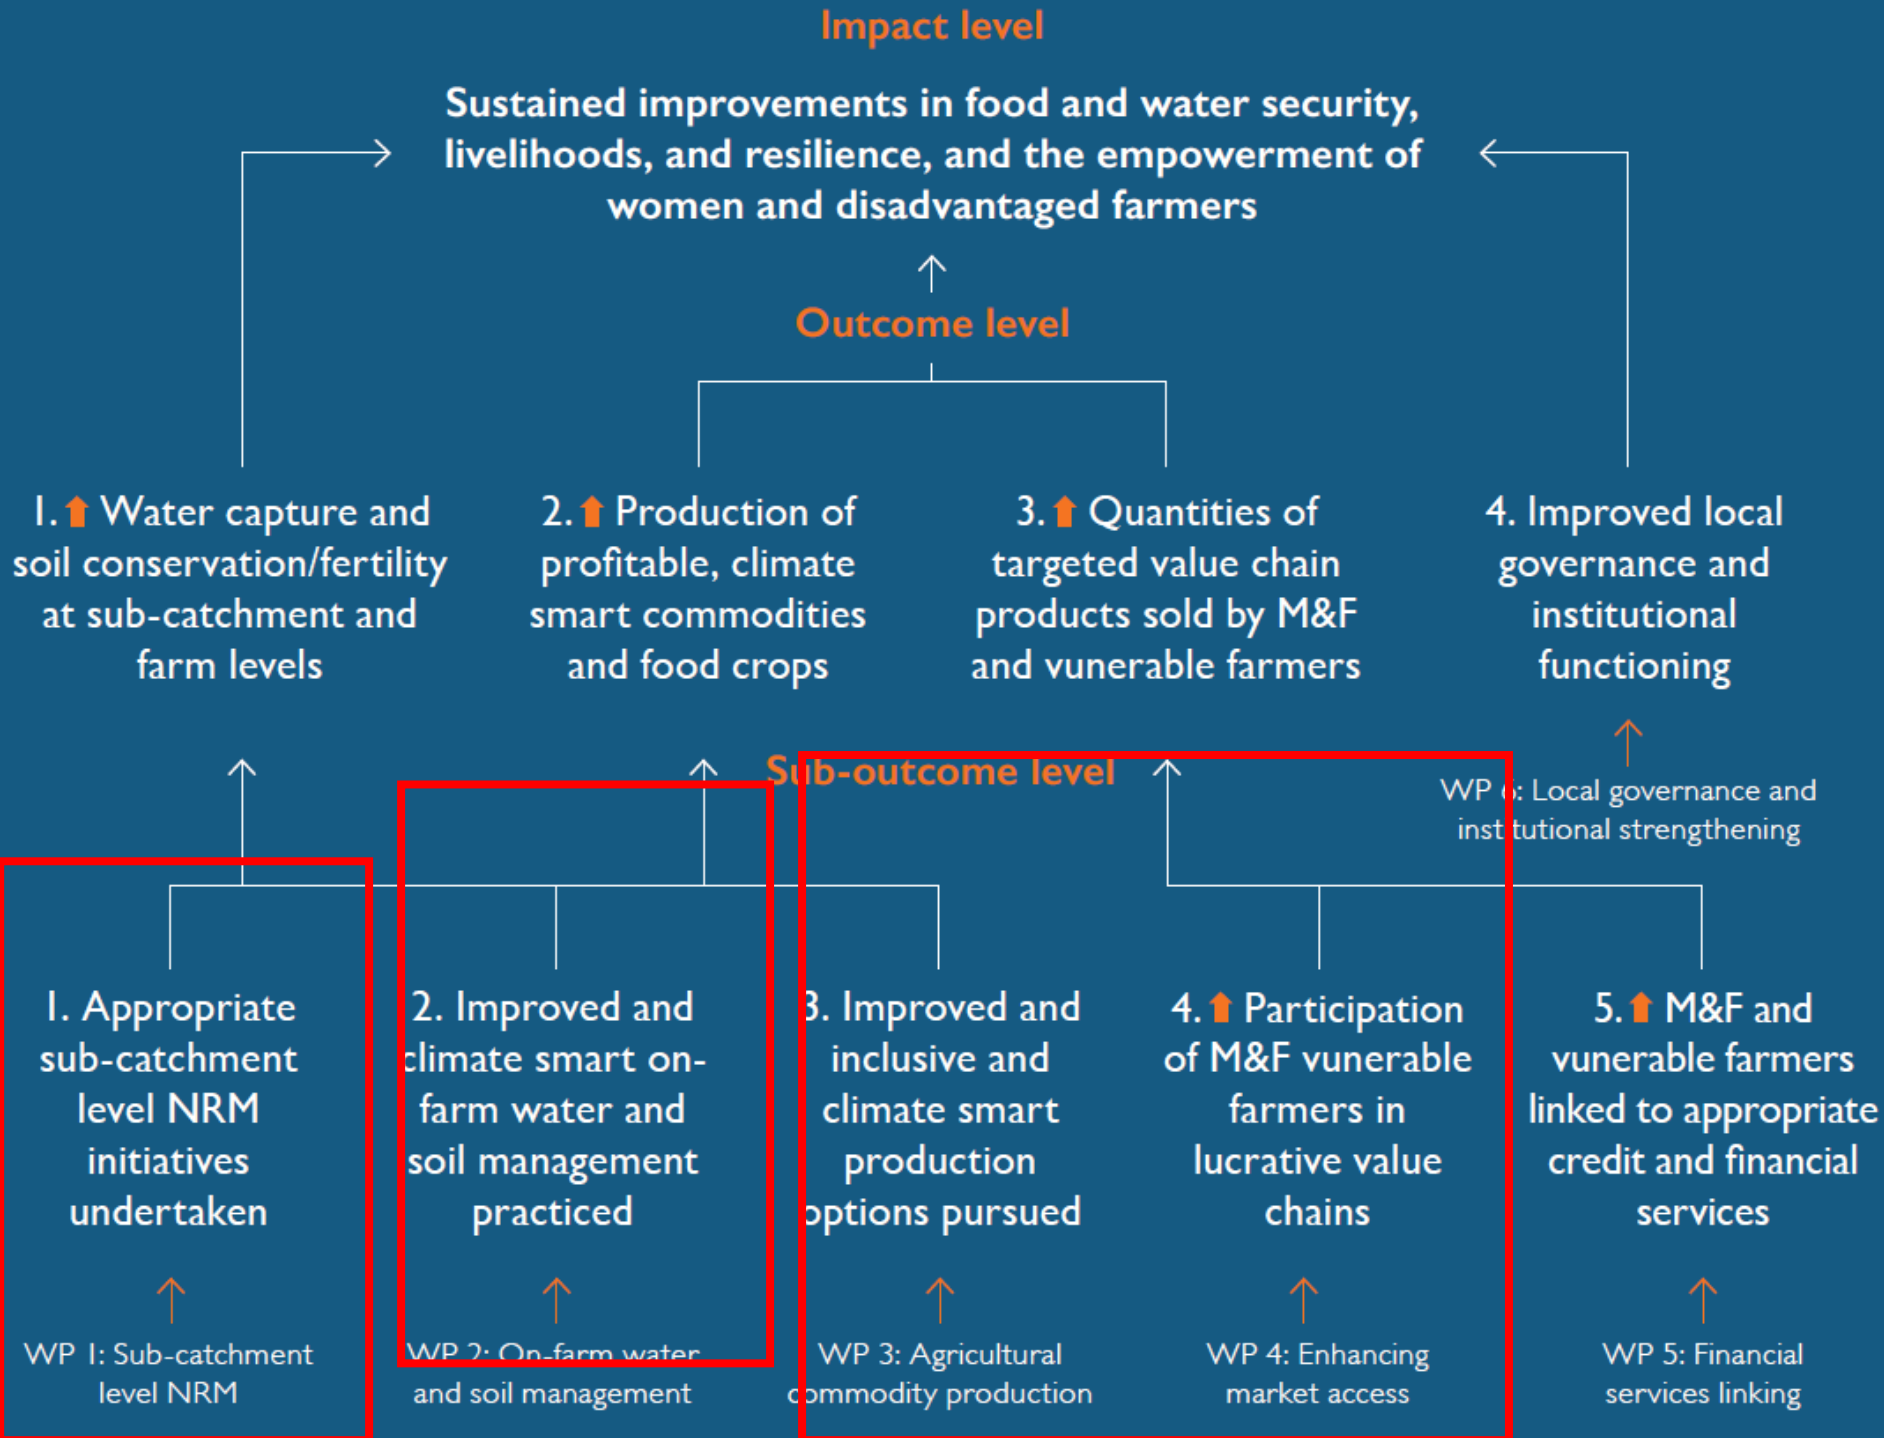 Impact level
Sustained improvements in food and water security,
livelihoods, and resilience, and the empowerment of
women and disadvantaged farmers
Outcome level
1. Water capture and
soil conservation/fertility
at sub-catchment and
farm levels
2. Production of
profitable, climate
smart commodities
and food crops
3. Quantities of
targeted value chain
products sold by M&F
and vunerable farmers
4. Improved local
governance and
institutional
functioning
Sub-outcome level
WP 6: Local governance and
institutional strengthening
1. Appropriate
sub-catchment
level NRM
initiatives
undertaken
2. Improved and
climate smart on-
farm water and
soil management
practiced
3. Improved and
inclusive and
climate smart
production
options pursued
4. Participation
of M&F vunerable
farmers in
lucrative value
chains
5. M&F and
vunerable farmers
linked to appropriate
credit and financial
services
WP 1: Sub-catchment
level NRM
WP 2: On-farm water
and soil management
WP 3: Agricultural
commodity production
WP 4: Enhancing
market access
WP 5: Financial
services linking